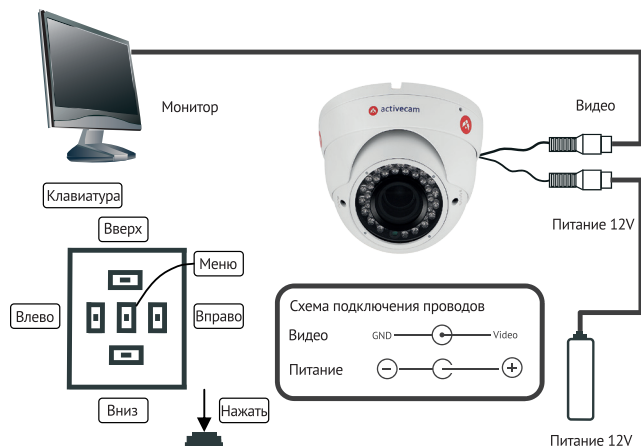 activecam
Монитор
Видео
Клавиатура
Вверх
Питание 12V
Меню
Влево
Вправо
Схема подключения проводов
Видео GND Video
Питание − +
Вниз
Нажать
Питание 12V